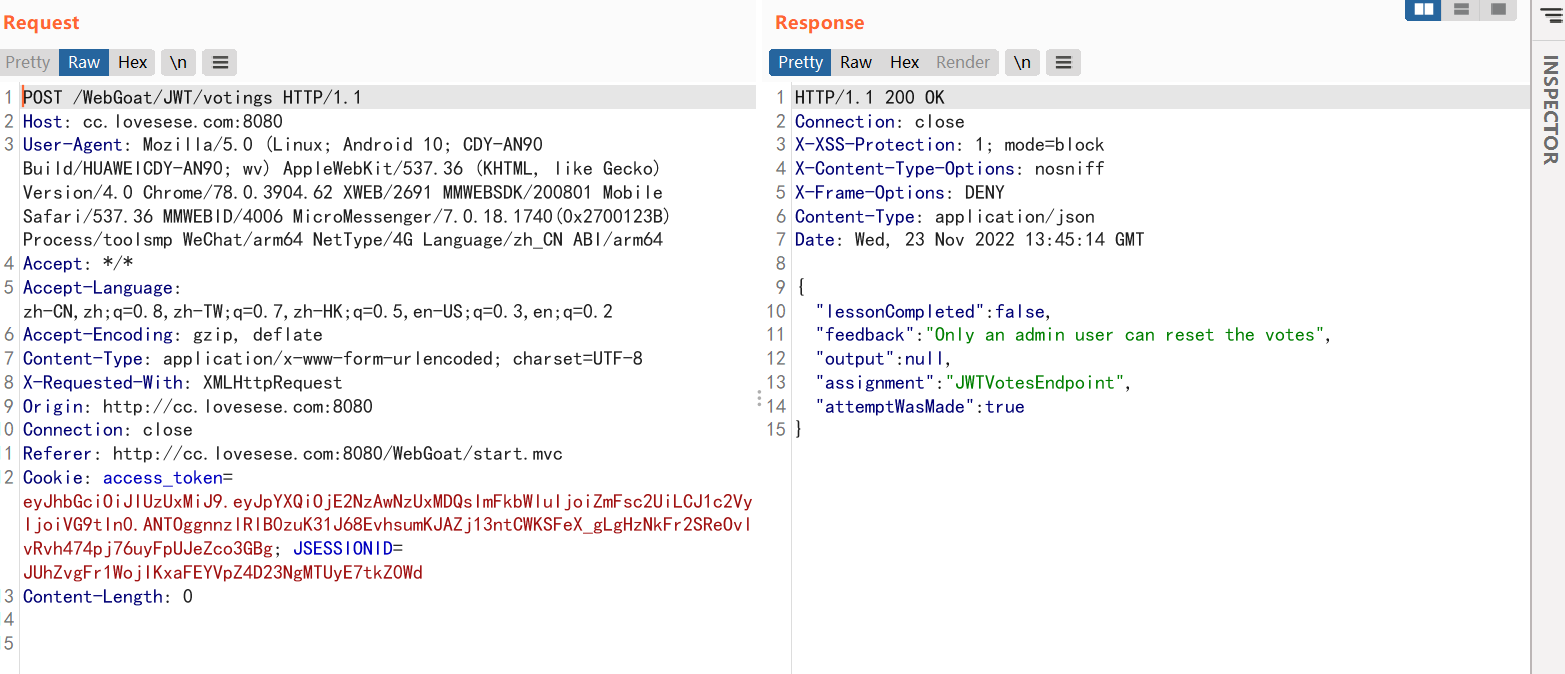 Request
Pretty Raw Hex \n
1 POST /WebGoat/JWT/votings HTTP/1.1
2 Host: cc.lovesese.com:8080
3 User-Agent: Mozilla/5.0 (Linux; Android 10; CDY-AN90
Build/HUAWEICDY-AN90; wv) AppleWebKit/537.36 (KHTML, like Gecko)
Version/4.0 Chrome/78.0.3904.62 XWEB/2691 MMWEBSDK/200801 Mobile
Safari/537.36 MMWEBID/4006 MicroMessenger/7.0.18.1740(0x2700123B)
Process/toolsmp WeChat/arm64 NetType/4G Language/zh_CN ABI/arm64
4 Accept: */*
5 Accept-Language:
zh-CN,zh;q=0.8,zh-TW;q=0.7,zh-HK;q=0.5,en-US;q=0.3,en;q=0.2
6 Accept-Encoding: gzip, deflate
7 Content-Type: application/x-www-form-urlencoded; charset=UTF-8
8 X-Requested-With: XMLHttpRequest
9 Origin: http://cc.lovesese.com:8080
0 Connection: close
1 Referer: http://cc.lovesese.com:8080/WebGoat/start.mvc
2 Cookie: access_token=
eyJhbGciOiJIUzUxMiJ9.eyJpYXQiOjE2NzAwNzUxMDQsImFkbWluIjoiZmFsc2UiLCJ1c2Vy
IjoiVG9tIn0.ANTOggnnzIRIBOzuK31J68EvhsumKJAZj13ntCWKSFeX_gLgHzNkFr2SReOvI
vRvh474pj76uyFpUJeZco3GBg; JSESSIONID=
JUhZvgFr1WojIKxaFEYVpZ4D23NgMTUyE7tkZ0Wd
3 Content-Length: 0
4
5
Response
Pretty Raw Hex Render \n
1 HTTP/1.1 200 OK
2 Connection: close
3 X-XSS-Protection: 1; mode=block
4 X-Content-Type-Options: nosniff
5 X-Frame-Options: DENY
6 Content-Type: application/json
7 Date: Wed, 23 Nov 2022 13:45:14 GMT
8
9 {
10 "lessonCompleted":false,
11 "feedback":"Only an admin user can reset the votes",
12 "output":null,
13 "assignment":"JWTVotesEndpoint",
14 "attemptWasMade":true
15 }
INSPECTOR